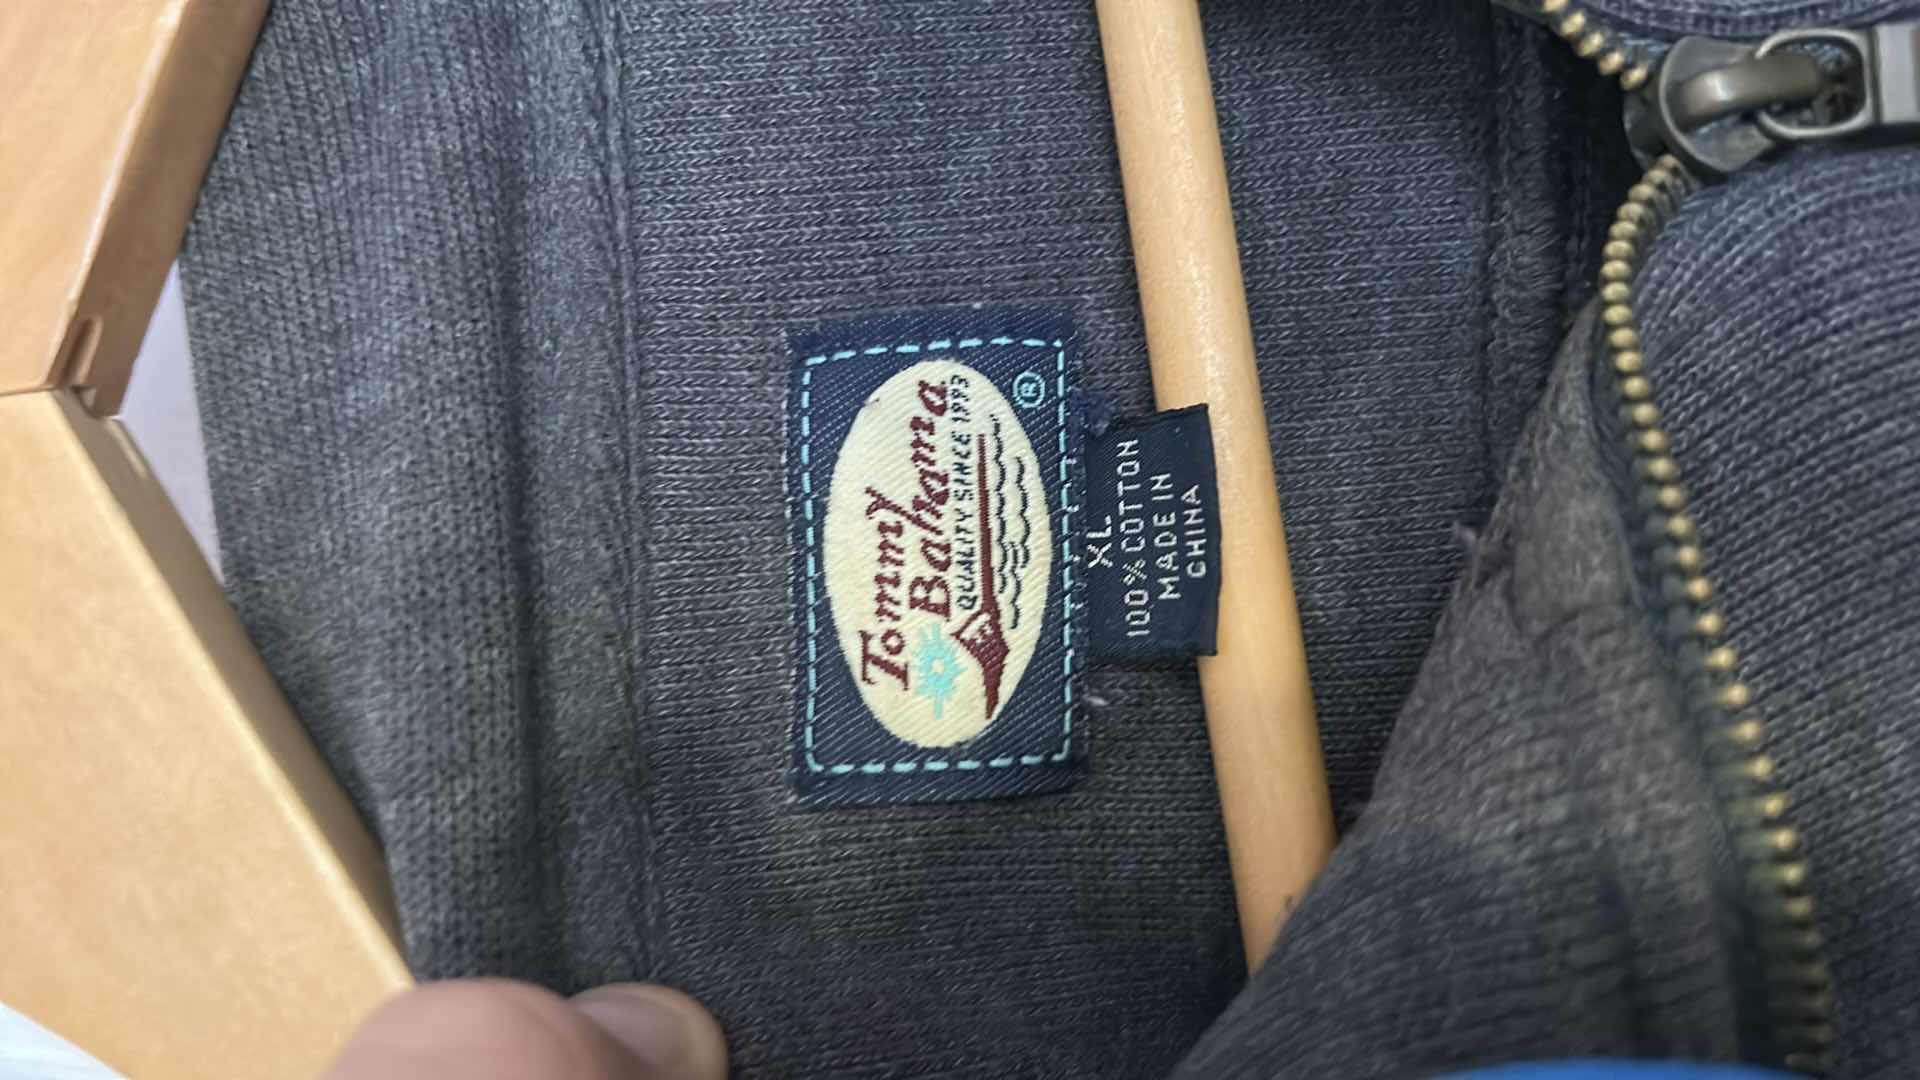 Tommy
Bahama
QUALITY SINCE 1993
®
XL
100% COTTON
MADE IN
CHINA